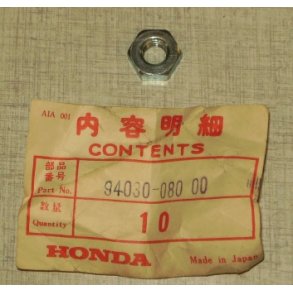 AIA 001
内容明細
CONTENTS
部品番号
Part No. 94030-080 00
数量
Quantity 10
HONDA Made in Japan